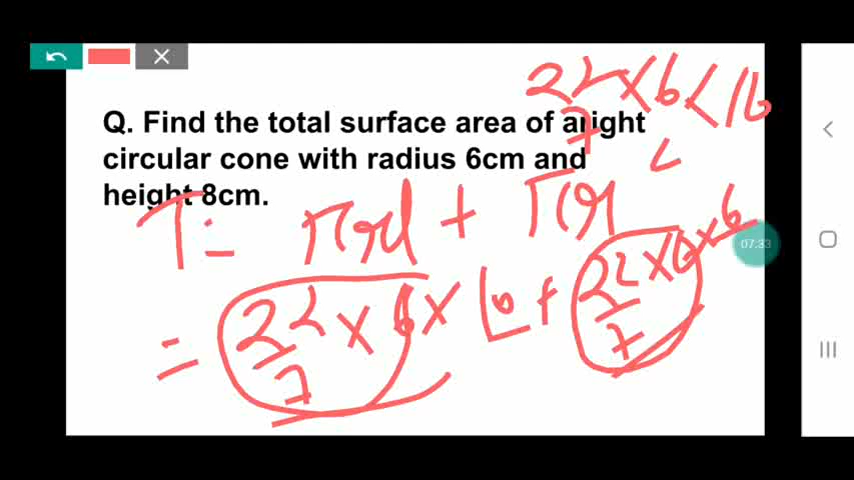 Q. Find the total surface area of a right
circular cone with radius 6cm and
height 8cm.
22/7 × 6 × 16
T = πrl + πr²
= 22/7 × 6 × 10 + 22/7 × 6 × 6
07:33